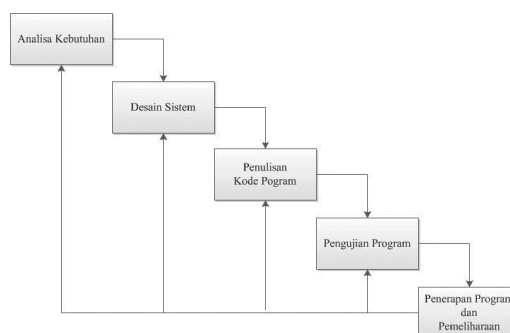 Analisa Kebutuhan
Desain Sistem
Penulisan
Kode Pogram
Pengujian Program
Penerapan Program
dan
Pemeliharaan